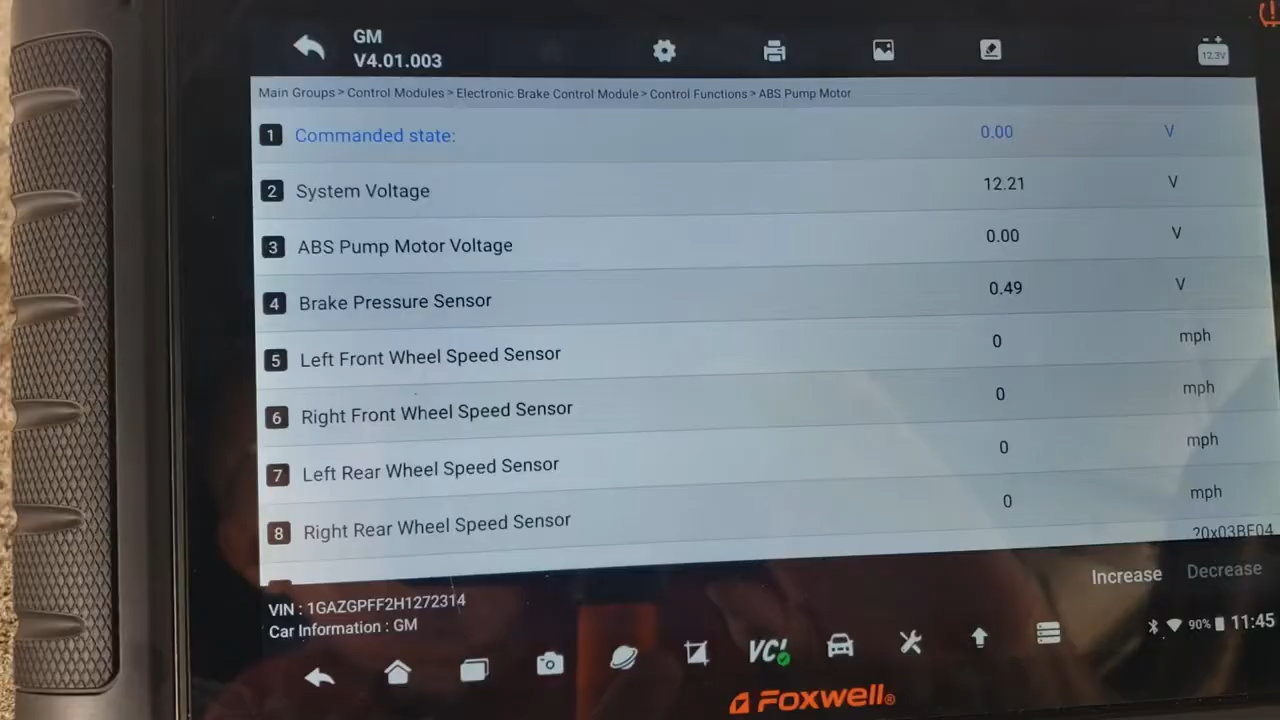 GM
V4.01.003
12.3V
Main Groups > Control Modules > Electronic Brake Control Module > Control Functions > ABS Pump Motor
1 Commanded state: 0.00 V
2 System Voltage 12.21 V
3 ABS Pump Motor Voltage 0.00 V
4 Brake Pressure Sensor 0.49 V
5 Left Front Wheel Speed Sensor 0 mph
6 Right Front Wheel Speed Sensor 0 mph
7 Left Rear Wheel Speed Sensor 0 mph
8 Right Rear Wheel Speed Sensor 0 mph
?0x03BF04
Increase Decrease
VIN : 1GAZGPFF2H1272314
Car Information : GM
VC!
90% 11:45
Foxwell®